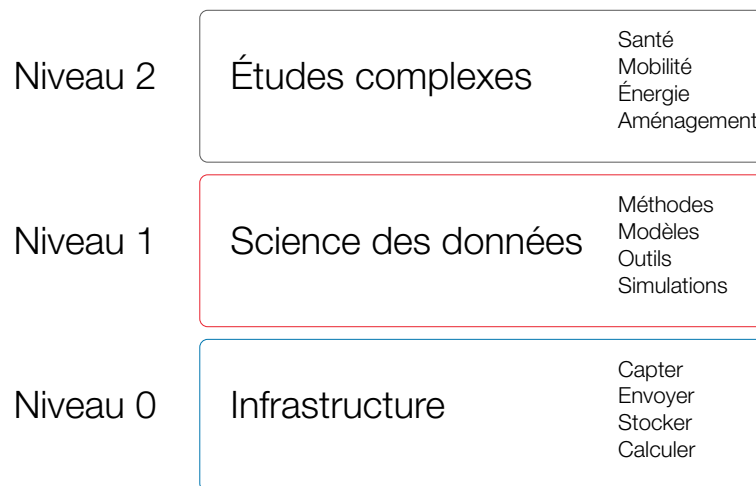 Niveau 2
Études complexes
Santé
Mobilité
Énergie
Aménagement
Niveau 1
Science des données
Méthodes
Modèles
Outils
Simulations
Niveau 0
Infrastructure
Capter
Envoyer
Stocker
Calculer